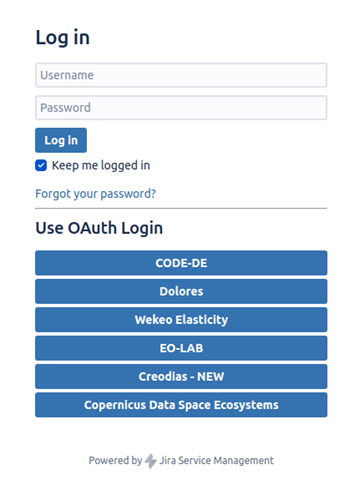 Log in
Username
Password
Log in
Keep me logged in
Forgot your password?
Use OAuth Login
CODE-DE
Dolores
Wekeo Elasticity
EO-LAB
Creodias - NEW
Copernicus Data Space Ecosystems
Powered by Jira Service Management